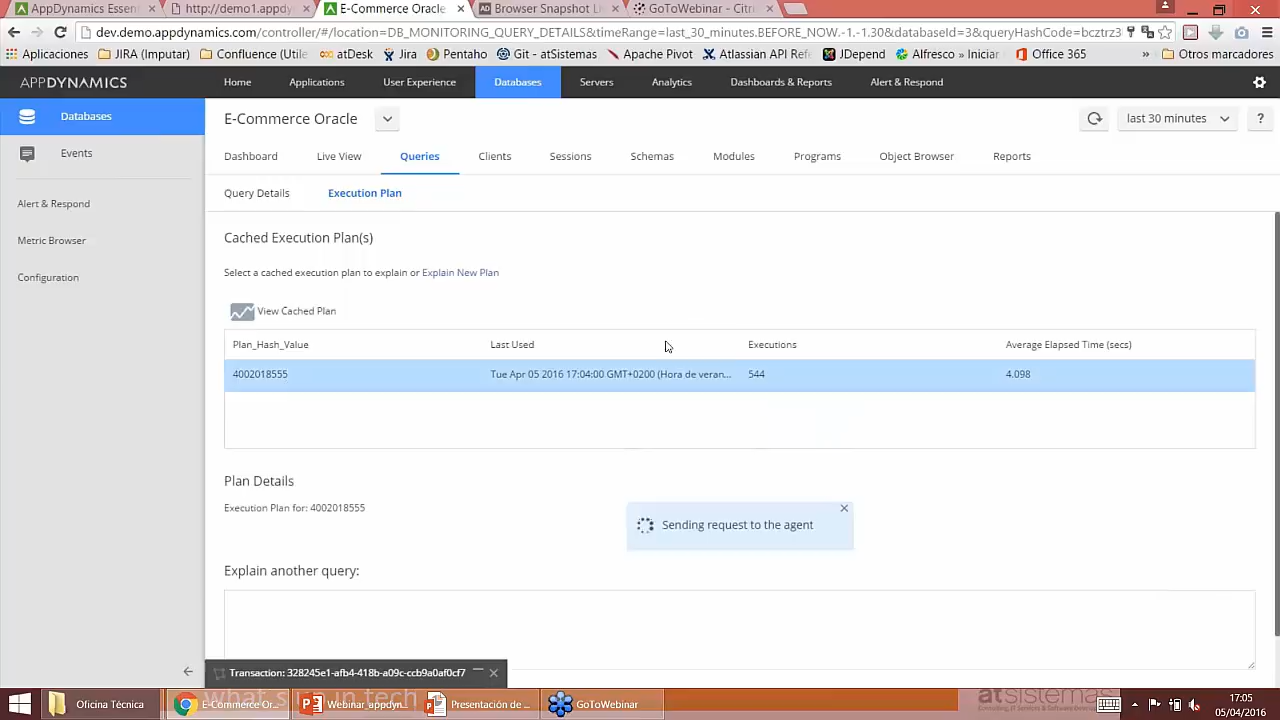 AppDynamics Essent
http://demo1.appdy
E-Commerce Oracle
Browser Snapshot Li
GoToWebinar - Citr
dev.demo.appdynamics.com/controller/#/location=DB_MONITORING_QUERY_DETAILS&timeRange=last_30_minutes.BEFORE_NOW.-1.-1.30&databaseId=3&queryHashCode=bcztrz3
Aplicaciones JIRA (Imputar) Confluence (Utile atDesk Jira Pentaho Git - atSistemas Apache Pivot Atlassian API Refe JDepend Alfresco » Iniciar Office 365 » Otros marcadores
APPDYNAMICS Home Applications User Experience Databases Servers Analytics Dashboards & Reports Alert & Respond
Databases
Events
Alert & Respond
Metric Browser
Configuration
E-Commerce Oracle
last 30 minutes ?
Dashboard Live View Queries Clients Sessions Schemas Modules Programs Object Browser Reports
Query Details Execution Plan
Cached Execution Plan(s)
Select a cached execution plan to explain or Explain New Plan
View Cached Plan
Plan_Hash_Value Last Used Executions Average Elapsed Time (secs)
4002018555 Tue Apr 05 2016 17:04:00 GMT+0200 (Hora de veran... 544 4.098
Plan Details
Execution Plan for: 4002018555
Sending request to the agent
Explain another query:
Transaction: 328245e1-afb4-418b-a09c-ccb9a0af0cf7
in tech
atsistemas
Oficina Técnica
E-Commerce Or...
Webinar_appdyn...
Presentación de ...
GoToWebinar
17:05
05/04/2016